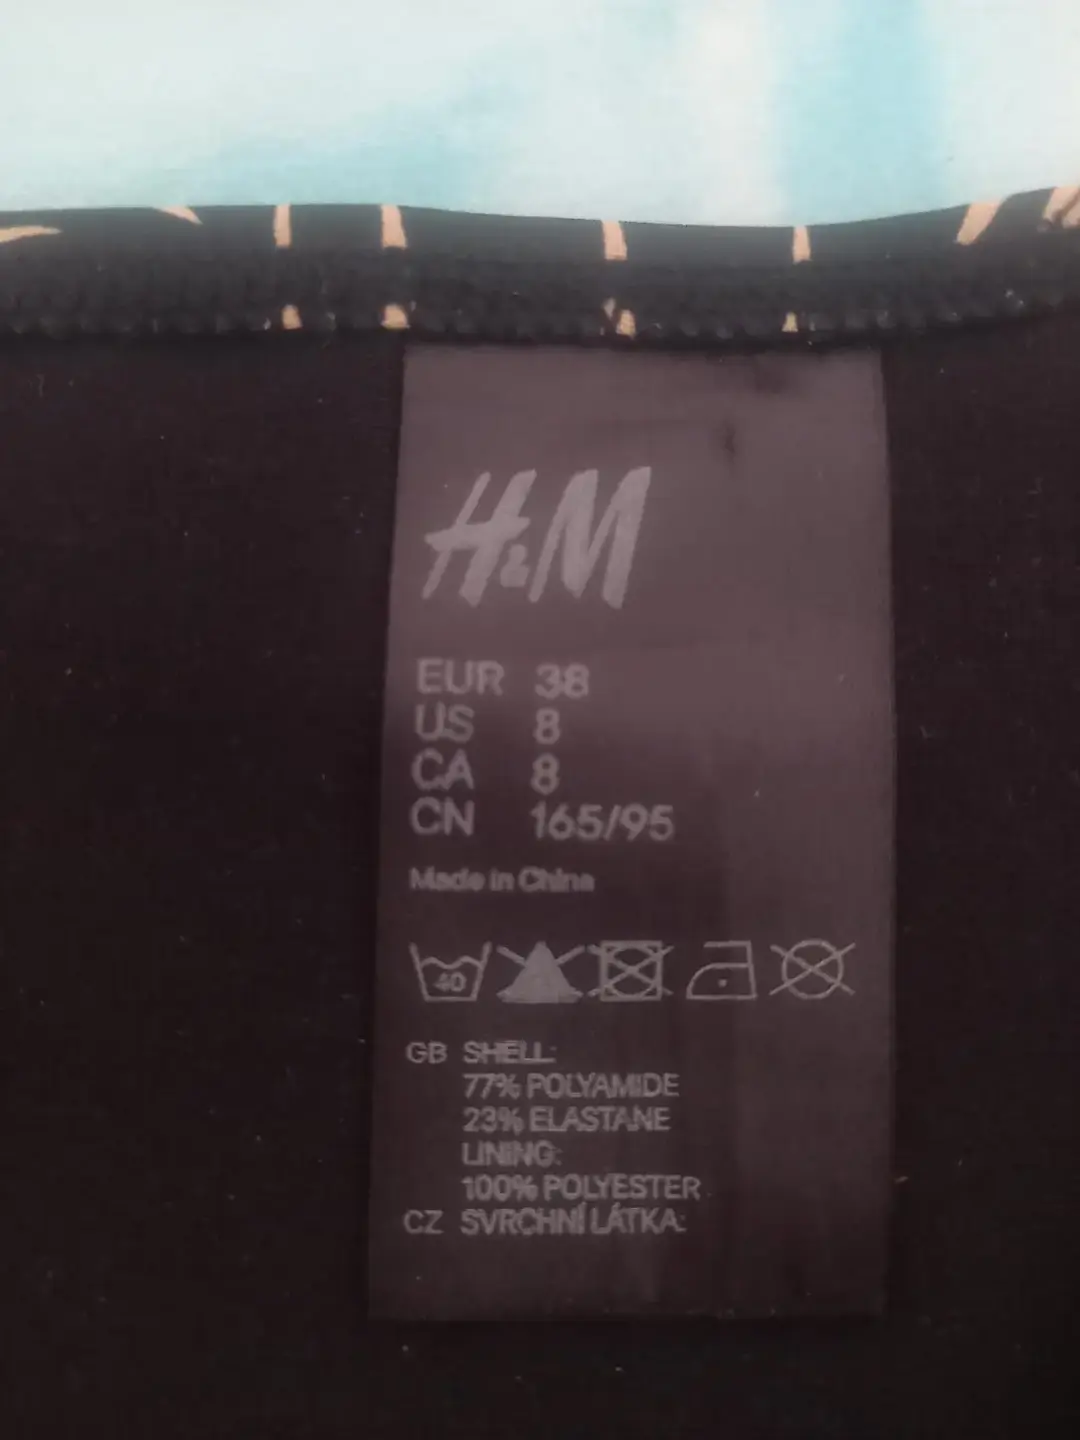 H&M
EUR 38
US 8
CA 8
CN 165/95
Made in China
40
GB SHELL:
77% POLYAMIDE
23% ELASTANE
LINING:
100% POLYESTER
CZ SVRCHNÍ LÁTKA: